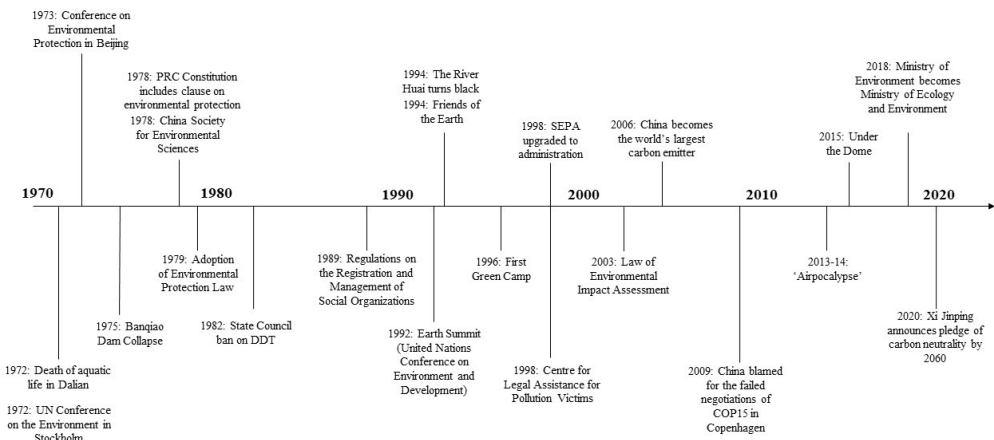 1973: Conference on
Environmental
Protection in Beijing
1978: PRC Constitution
includes clause on
environmental protection
1978: China Society
for Environmental
Sciences
1994: The River
Huai turns black
1994: Friends of
the Earth
1998: SEPA
upgraded to
administration
2006: China becomes
the world's largest
carbon emitter
2015: Under
the Dome
2018: Ministry of
Environment becomes
Ministry of Ecology
and Environment
1970
1980
1990
2000
2010
2020
1972: Death of aquatic
life in Dalian
1972: UN Conference
on the Environment in
Stockholm
1975: Banqiao
Dam Collapse
1979: Adoption
of Environmental
Protection Law
1982: State Council
ban on DDT
1989: Regulations on
the Registration and
Management of
Social Organizations
1992: Earth Summit
(United Nations
Conference on
Environment and
Development)
1996: First
Green Camp
1998: Centre for
Legal Assistance for
Pollution Victims
2003: Law of
Environmental
Impact Assessment
2009: China blamed
for the failed
negotiations of
COP15 in
Copenhagen
2013-14:
‘Airpocalypse’
2020: Xi Jinping
announces pledge of
carbon neutrality by
2060